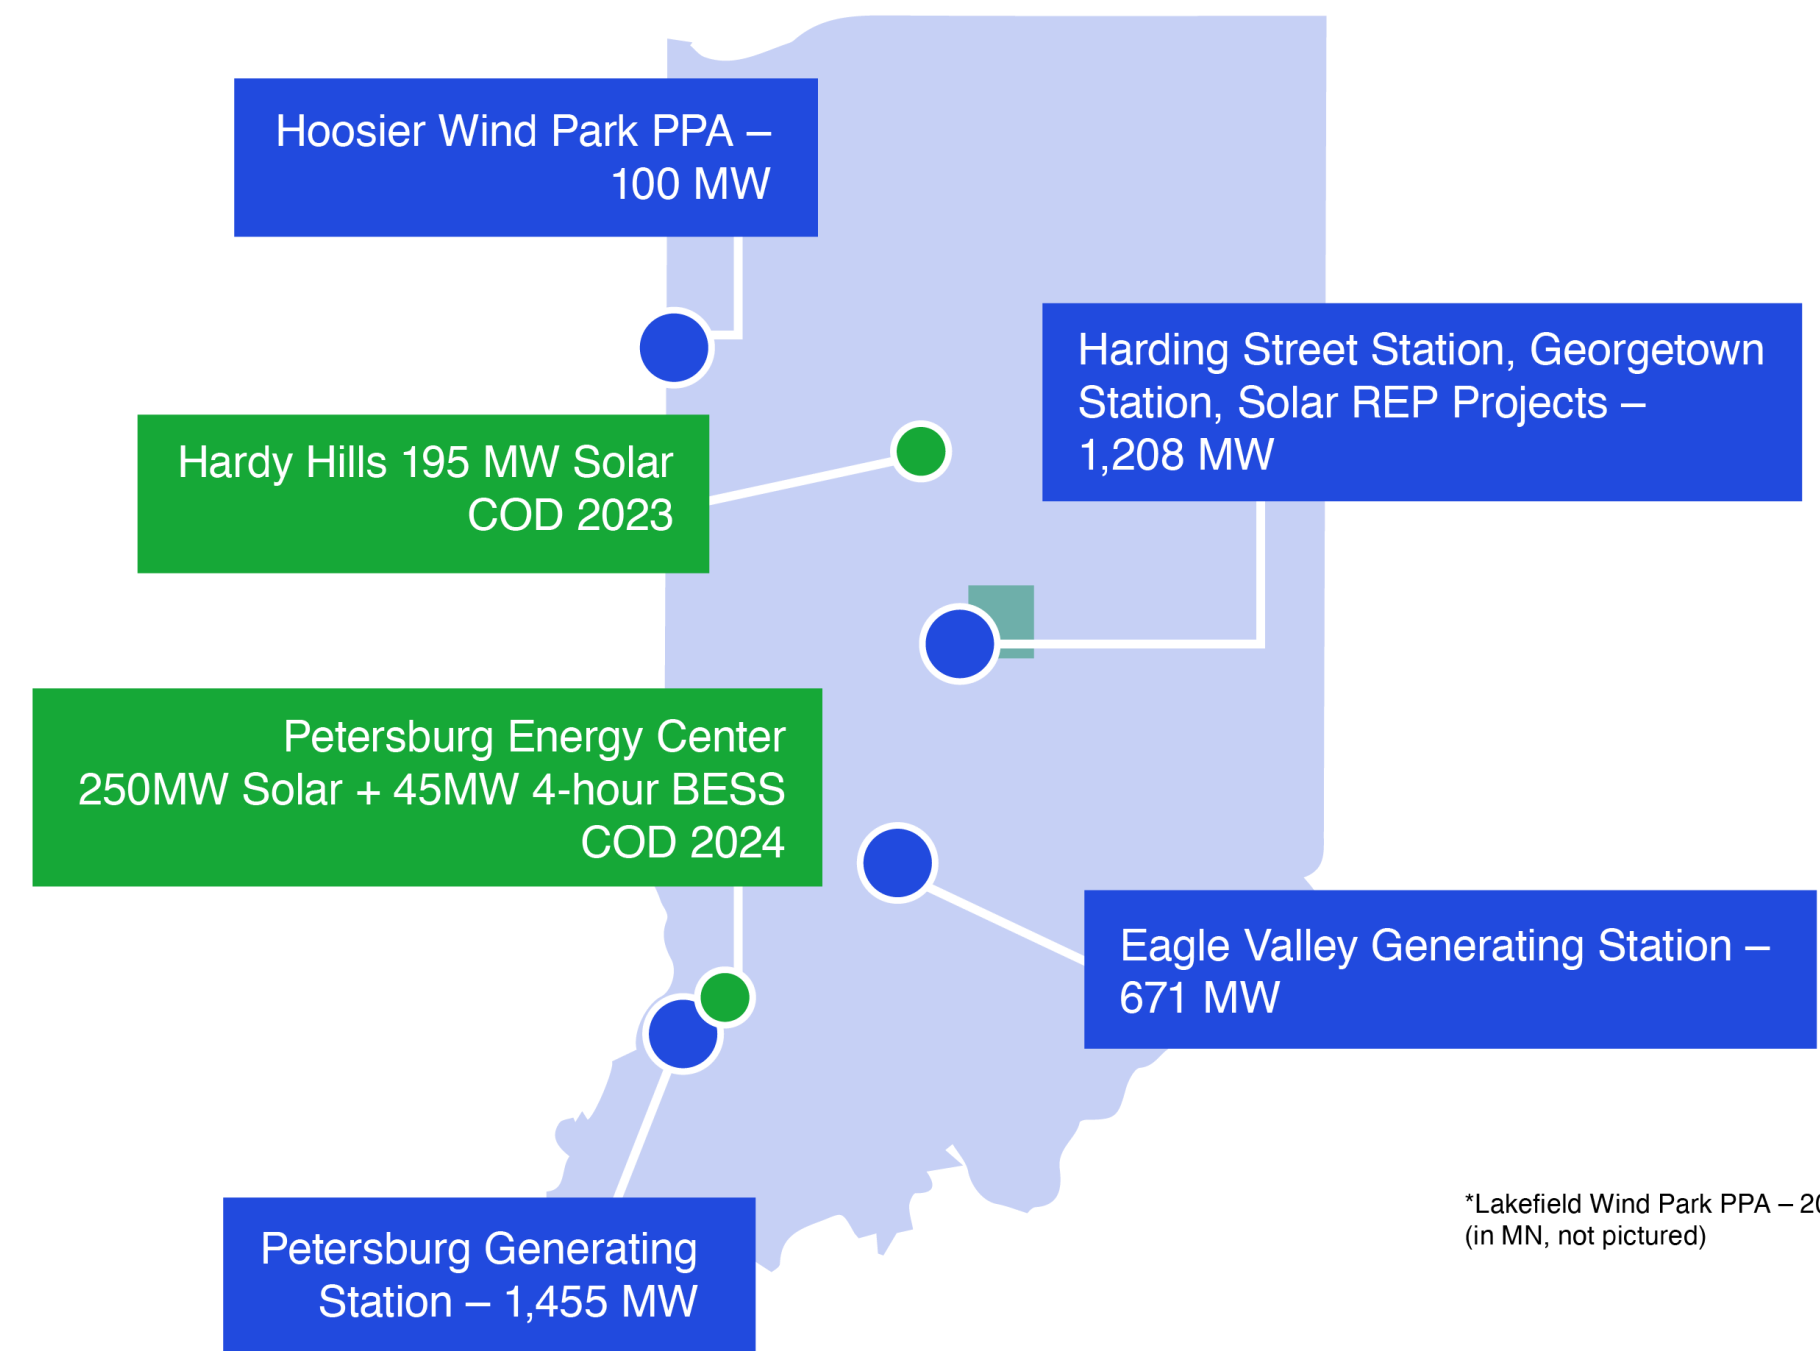 Hoosier Wind Park PPA –
100 MW
Harding Street Station, Georgetown
Station, Solar REP Projects –
1,208 MW
Hardy Hills 195 MW Solar
COD 2023
Petersburg Energy Center
250MW Solar + 45MW 4-hour BESS
COD 2024
Eagle Valley Generating Station –
671 MW
*Lakefield Wind Park PPA –
(in MN, not pictured)
Petersburg Generating
Station – 1,455 MW